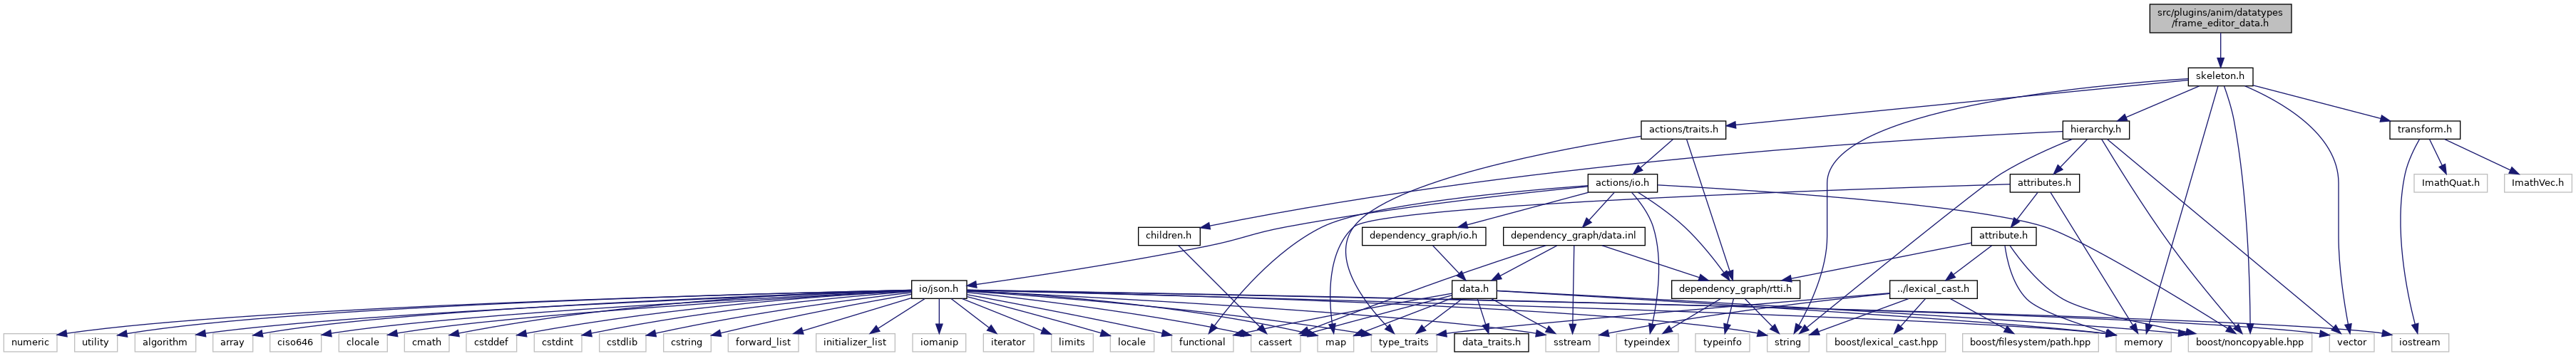 src/plugins/anim/datatypes
/frame_editor_data.h
skeleton.h
actions/traits.h
hierarchy.h
transform.h
actions/io.h
attributes.h
ImathQuat.h
ImathVec.h
children.h
dependency_graph/io.h
dependency_graph/data.inl
attribute.h
io/json.h
data.h
dependency_graph/rtti.h
../lexical_cast.h
numeric
utility
algorithm
array
ciso646
clocale
cmath
cstddef
cstdint
cstdlib
cstring
forward_list
initializer_list
iomanip
iterator
limits
locale
functional
cassert
map
type_traits
data_traits.h
sstream
typeindex
typeinfo
string
boost/lexical_cast.hpp
boost/filesystem/path.hpp
memory
boost/noncopyable.hpp
vector
iostream